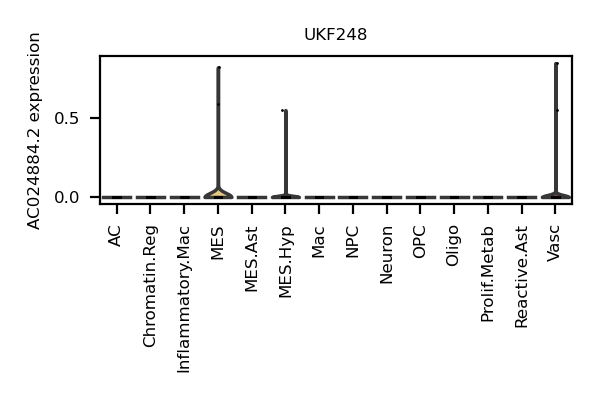 UKF248
AC024884.2 expression
0.5
0.0
AC
Chromatin.Reg
Inflammatory.Mac
MES
MES.Ast
MES.Hyp
Mac
NPC
Neuron
OPC
Oligo
Prolif.Metab
Reactive.Ast
Vasc